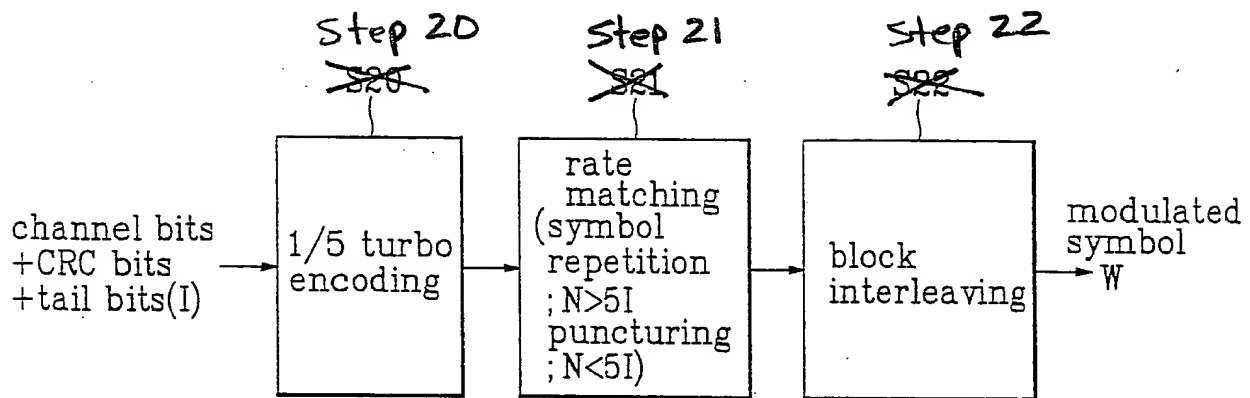 Step 20
Step 21
Step 22
S20
S21
S22
channel bits
+CRC bits
+tail bits(I)
1/5 turbo
encoding
rate
matching
(symbol
repetition
;N>5I
puncturing
;N<5I)
block
interleaving
modulated
symbol
W